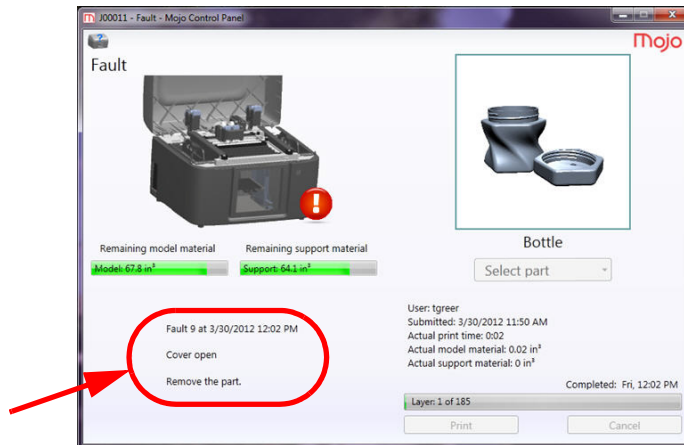 J00011 - Fault - Mojo Control Panel
mojo
Fault
Remaining model material
Remaining support material
Model: 67.8 in³
Support: 64.1 in³
Bottle
Select part
Fault 9 at 3/30/2012 12:02 PM
Cover open
Remove the part.
User: tgreer
Submitted: 3/30/2012 11:50 AM
Actual print time: 0:02
Actual model material: 0.02 in³
Actual support material: 0 in³
Completed: Fri, 12:02 PM
Layer: 1 of 185
Print
Cancel